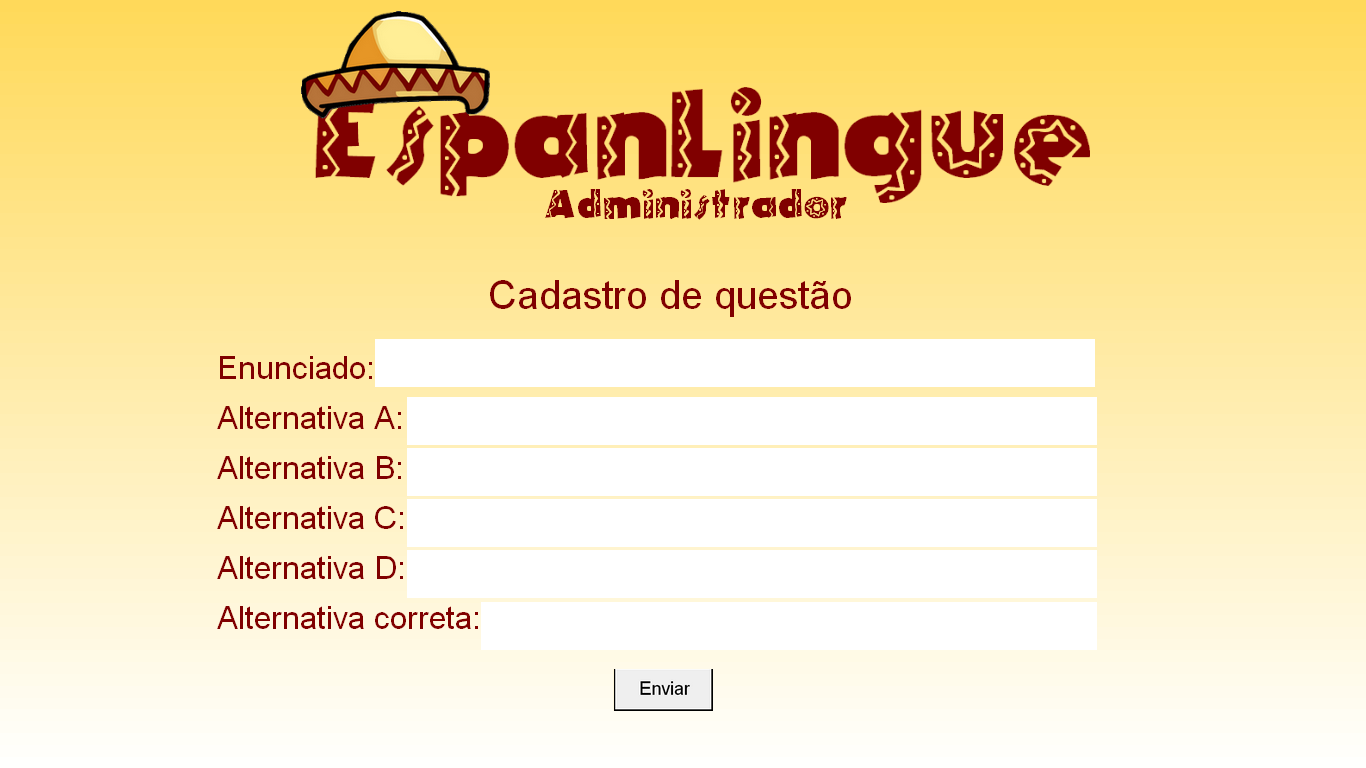 EspanLingue
Administrador
Cadastro de questão
Enunciado:
Alternativa A:
Alternativa B:
Alternativa C:
Alternativa D:
Alternativa correta:
Enviar